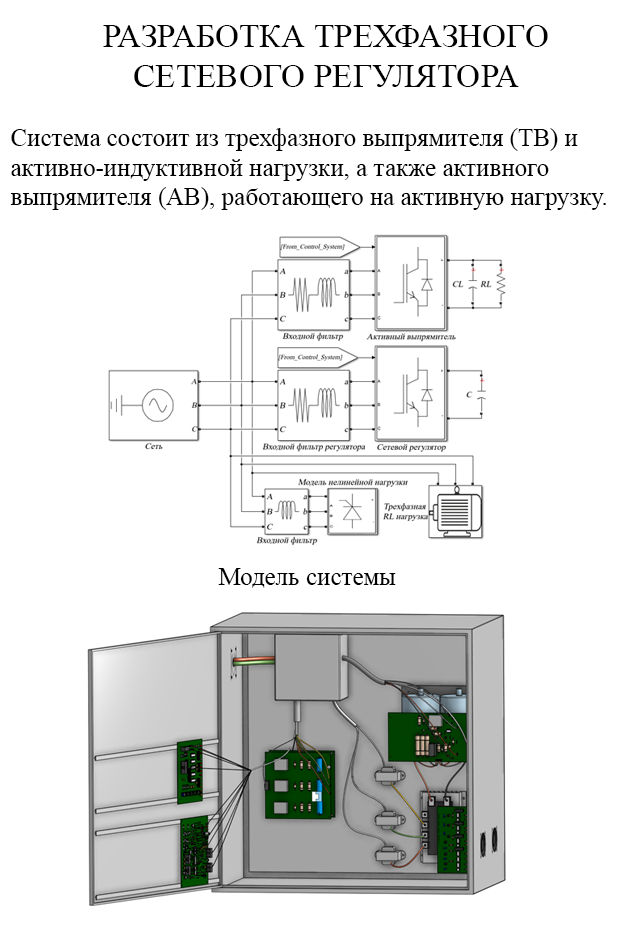 РАЗРАБОТКА ТРЕХФАЗНОГО
СЕТЕВОГО РЕГУЛЯТОРА
Система состоит из трехфазного выпрямителя (ТВ) и
активно-индуктивной нагрузки, а также активного
выпрямителя (АВ), работающего на активную нагрузку.
[From_Control_System]
A a A
B b B
C c C
CL RL
Входной фильтр
Активный выпрямитель
[From_Control_System]
A A a A
B B b B
C C c C
C
Сеть
Входной фильтр регулятора
Сетевой регулятор
Модель нелинейной нагрузки
A a A
B b B
C c C
Трехфазная
RL нагрузка
Входной фильтр
Модель системы